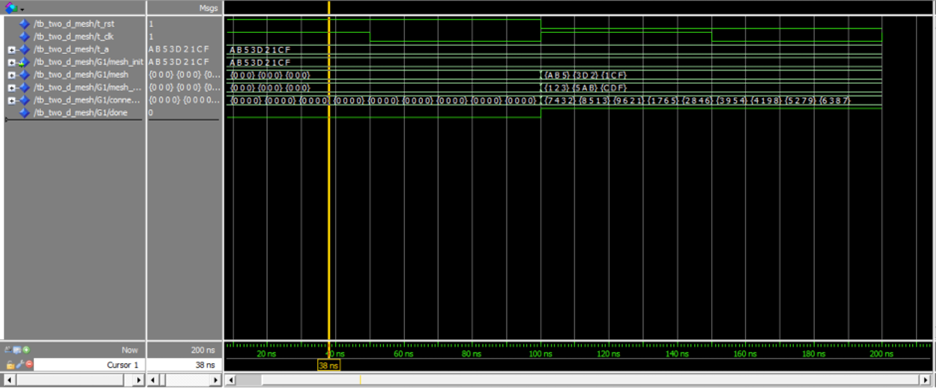 Msgs
/tb_two_d_mesh/t_rst 1
/tb_two_d_mesh/t_clk 1
/tb_two_d_mesh/t_a A B 5 3 D 2 1 C F A B 5 3 D 2 1 C F
/tb_two_d_mesh/G1/mesh_init A B 5 3 D 2 1 C F A B 5 3 D 2 1 C F
/tb_two_d_mesh/G1/mesh {0 0 0} {0 0 0} {0... {0 0 0} {0 0 0} {0 0 0} {A B 5} {3 D 2} {1 C F}
/tb_two_d_mesh/G1/mesh_... {0 0 0} {0 0 0} {0... {0 0 0} {0 0 0} {0 0 0} {1 2 3} {5 A B} {C D F}
/tb_two_d_mesh/G1/conne... {0 0 0 0} {0 0 0... {0 0 0 0} {0 0 0 0} {0 0 0 0} {0 0 0 0} {0 0 0 0} {0 0 0 0} {0 0 0 0} {0 0 0 0} {0 0 0 0} {7 4 3 2} {8 5 1 3} {9 6 2 1} {1 7 6 5} {2 8 4 6} {3 9 5 4} {4 1 9 8} {5 2 7 9} {6 3 8 7}
/tb_two_d_mesh/G1/done 0
Now 200 ns 20 ns 40 ns 60 ns 80 ns 100 ns 120 ns 140 ns 160 ns 180 ns 200 ns
Cursor 1 38 ns 38 ns